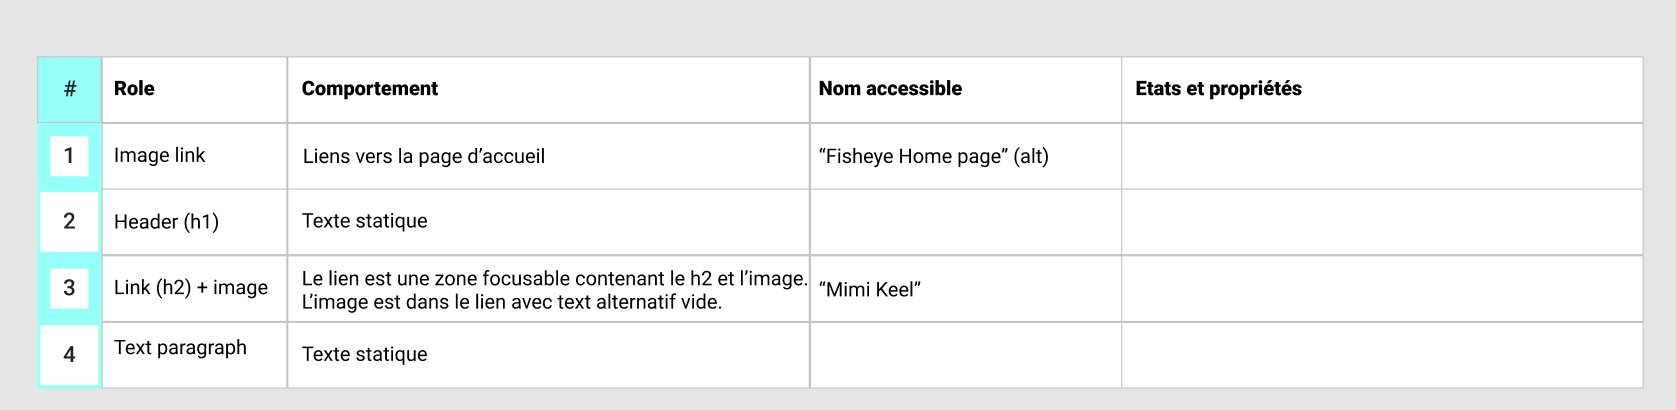 # Role Comportement Nom accessible Etats et propriétés
1 Image link Liens vers la page d’accueil “Fisheye Home page” (alt)
2 Header (h1) Texte statique
3 Link (h2) + image Le lien est une zone focusable contenant le h2 et l’image. “Mimi Keel”
L’image est dans le lien avec text alternatif vide.
4 Text paragraph Texte statique